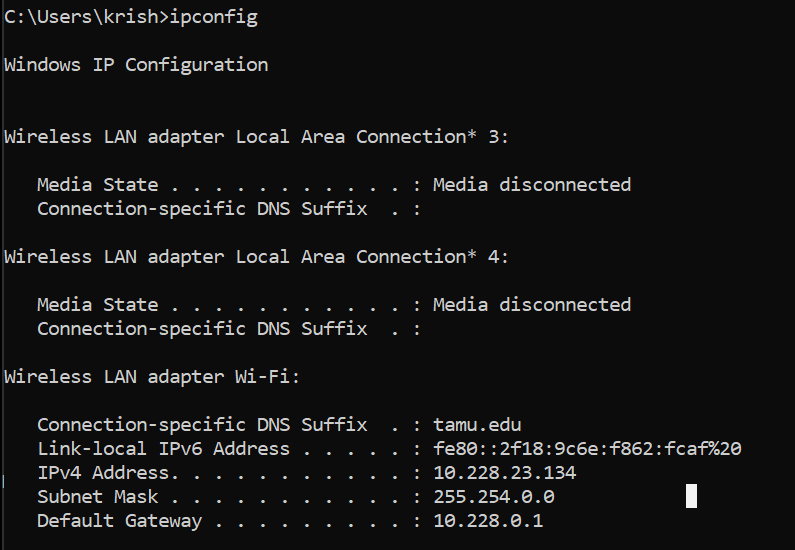 C:\Users\krish>ipconfig
Windows IP Configuration
Wireless LAN adapter Local Area Connection* 3:
Media State . . . . . . . . . . . : Media disconnected
Connection-specific DNS Suffix  . :
Wireless LAN adapter Local Area Connection* 4:
Media State . . . . . . . . . . . : Media disconnected
Connection-specific DNS Suffix  . :
Wireless LAN adapter Wi-Fi:
Connection-specific DNS Suffix  . : tamu.edu
Link-local IPv6 Address . . . . . : fe80::2f18:9c6e:f862:fcaf%20
IPv4 Address. . . . . . . . . . . : 10.228.23.134
Subnet Mask . . . . . . . . . . . : 255.254.0.0
Default Gateway . . . . . . . . . : 10.228.0.1